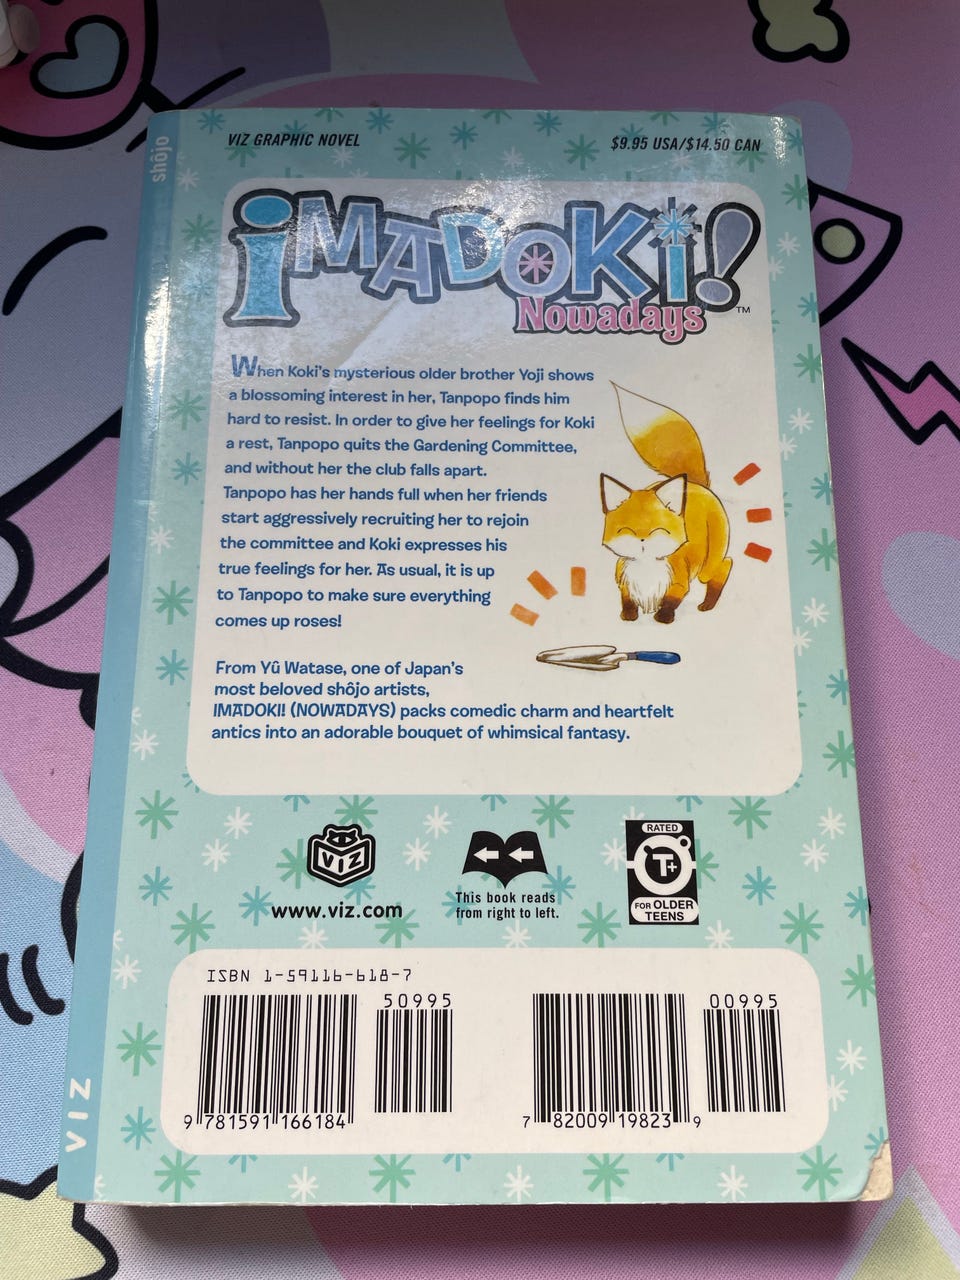 shôjo
VIZ GRAPHIC NOVEL
$9.95 USA/$14.50 CAN
iMADOKi!
Nowadays
TM
When Koki's mysterious older brother Yoji shows
a blossoming interest in her, Tanpopo finds him
hard to resist. In order to give her feelings for Koki
a rest, Tanpopo quits the Gardening Committee,
and without her the club falls apart.
Tanpopo has her hands full when her friends
start aggressively recruiting her to rejoin
the committee and Koki expresses his
true feelings for her. As usual, it is up
to Tanpopo to make sure everything
comes up roses!
From Yû Watase, one of Japan's
most beloved shôjo artists,
IMADOKI! (NOWADAYS) packs comedic charm and heartfelt
antics into an adorable bouquet of whimsical fantasy.
VIZ
www.viz.com
This book reads
from right to left.
RATED
T+
FOR OLDER
TEENS
ISBN 1-59116-618-7
50995
00995
9 781591 166184
7 82009 19823 9
VIZ